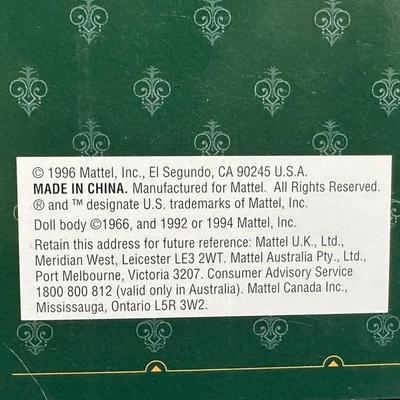 © 1996 Mattel, Inc., El Segundo, CA 90245 U.S.A.
MADE IN CHINA. Manufactured for Mattel. All Rights Reserved.
® and ™ designate U.S. trademarks of Mattel, Inc.
Doll body ©1966, and 1992 or 1994 Mattel, Inc.
Retain this address for future reference: Mattel U.K., Ltd.,
Meridian West, Leicester LE3 2WT. Mattel Australia Pty., Ltd.,
Port Melbourne, Victoria 3207. Consumer Advisory Service
1800 800 812 (valid only in Australia). Mattel Canada Inc.,
Mississauga, Ontario L5R 3W2.